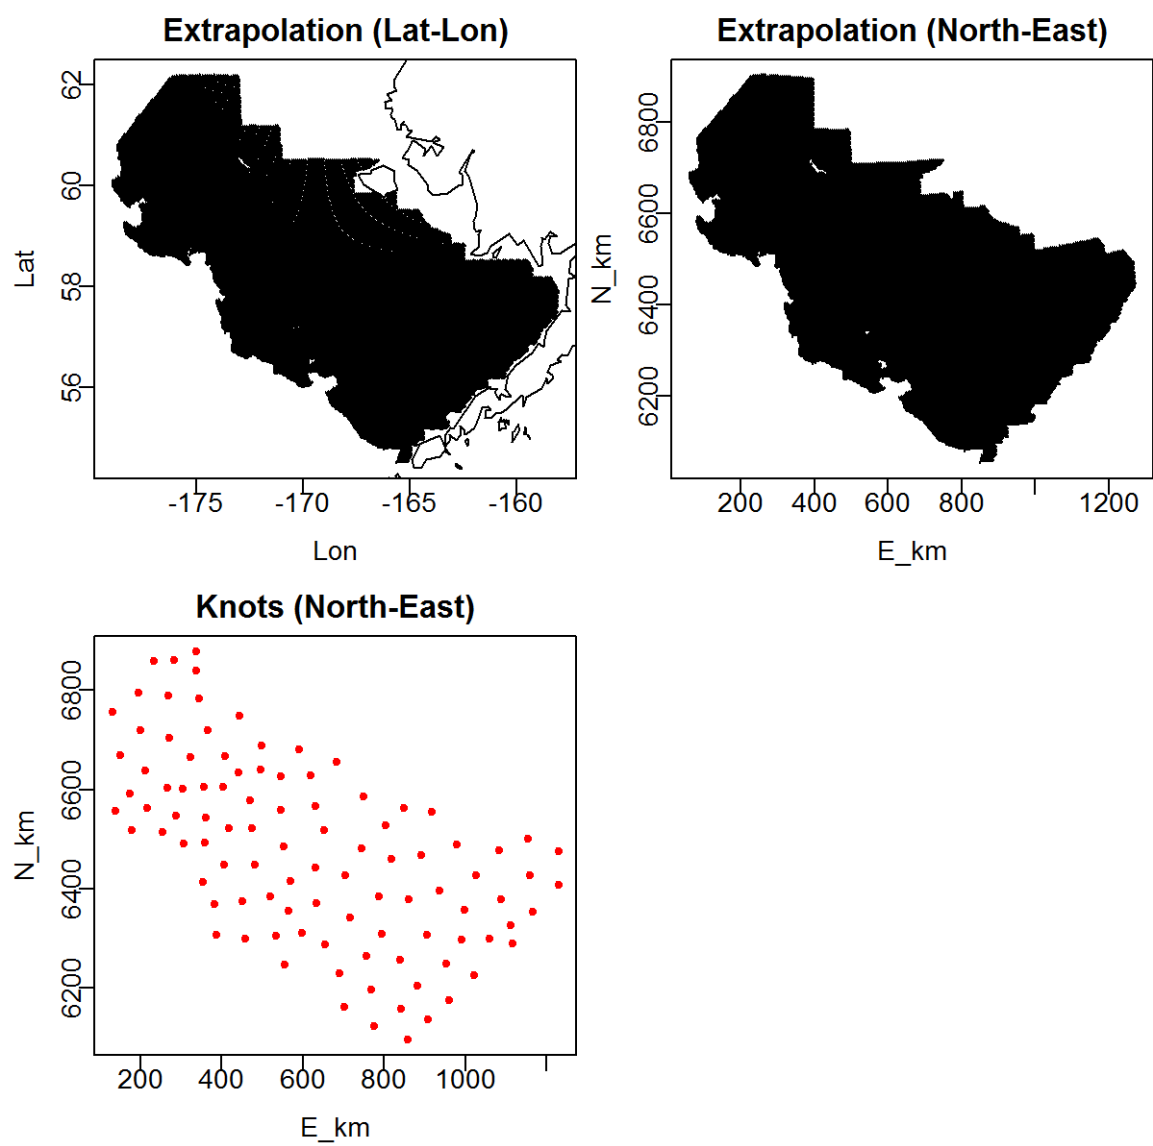 Extrapolation (Lat-Lon)
62
60
58
56
Lat
-175 -170 -165 -160
Lon
Extrapolation (North-East)
6800
6600
6400
6200
N_km
200 400 600 800 1200
E_km
Knots (North-East)
6800
6600
6400
6200
N_km
200 400 600 800 1000
E_km